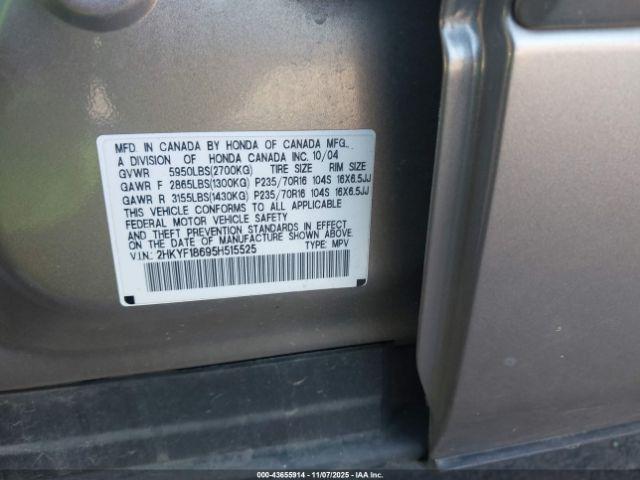 MFD. IN CANADA BY HONDA OF CANADA MFG.,
A DIVISION OF HONDA CANADA INC. 10/04
GVWR 5950LBS(2700KG) TIRE SIZE RIM SIZE
GAWR F 2865LBS(1300KG) P235/70R16 104S 16X6.5JJ
GAWR R 3155LBS(1430KG) P235/70R16 104S 16X6.5JJ
THIS VEHICLE CONFORMS TO ALL APPLICABLE
FEDERAL MOTOR VEHICLE SAFETY
AND THEFT PREVENTION STANDARDS IN EFFECT
ON THE DATE OF MANUFACTURE SHOWN ABOVE.
V.I.N.: 2HKYF18695H515525 TYPE: MPV
000-43655914 - 11/07/2025 - IAA Inc.